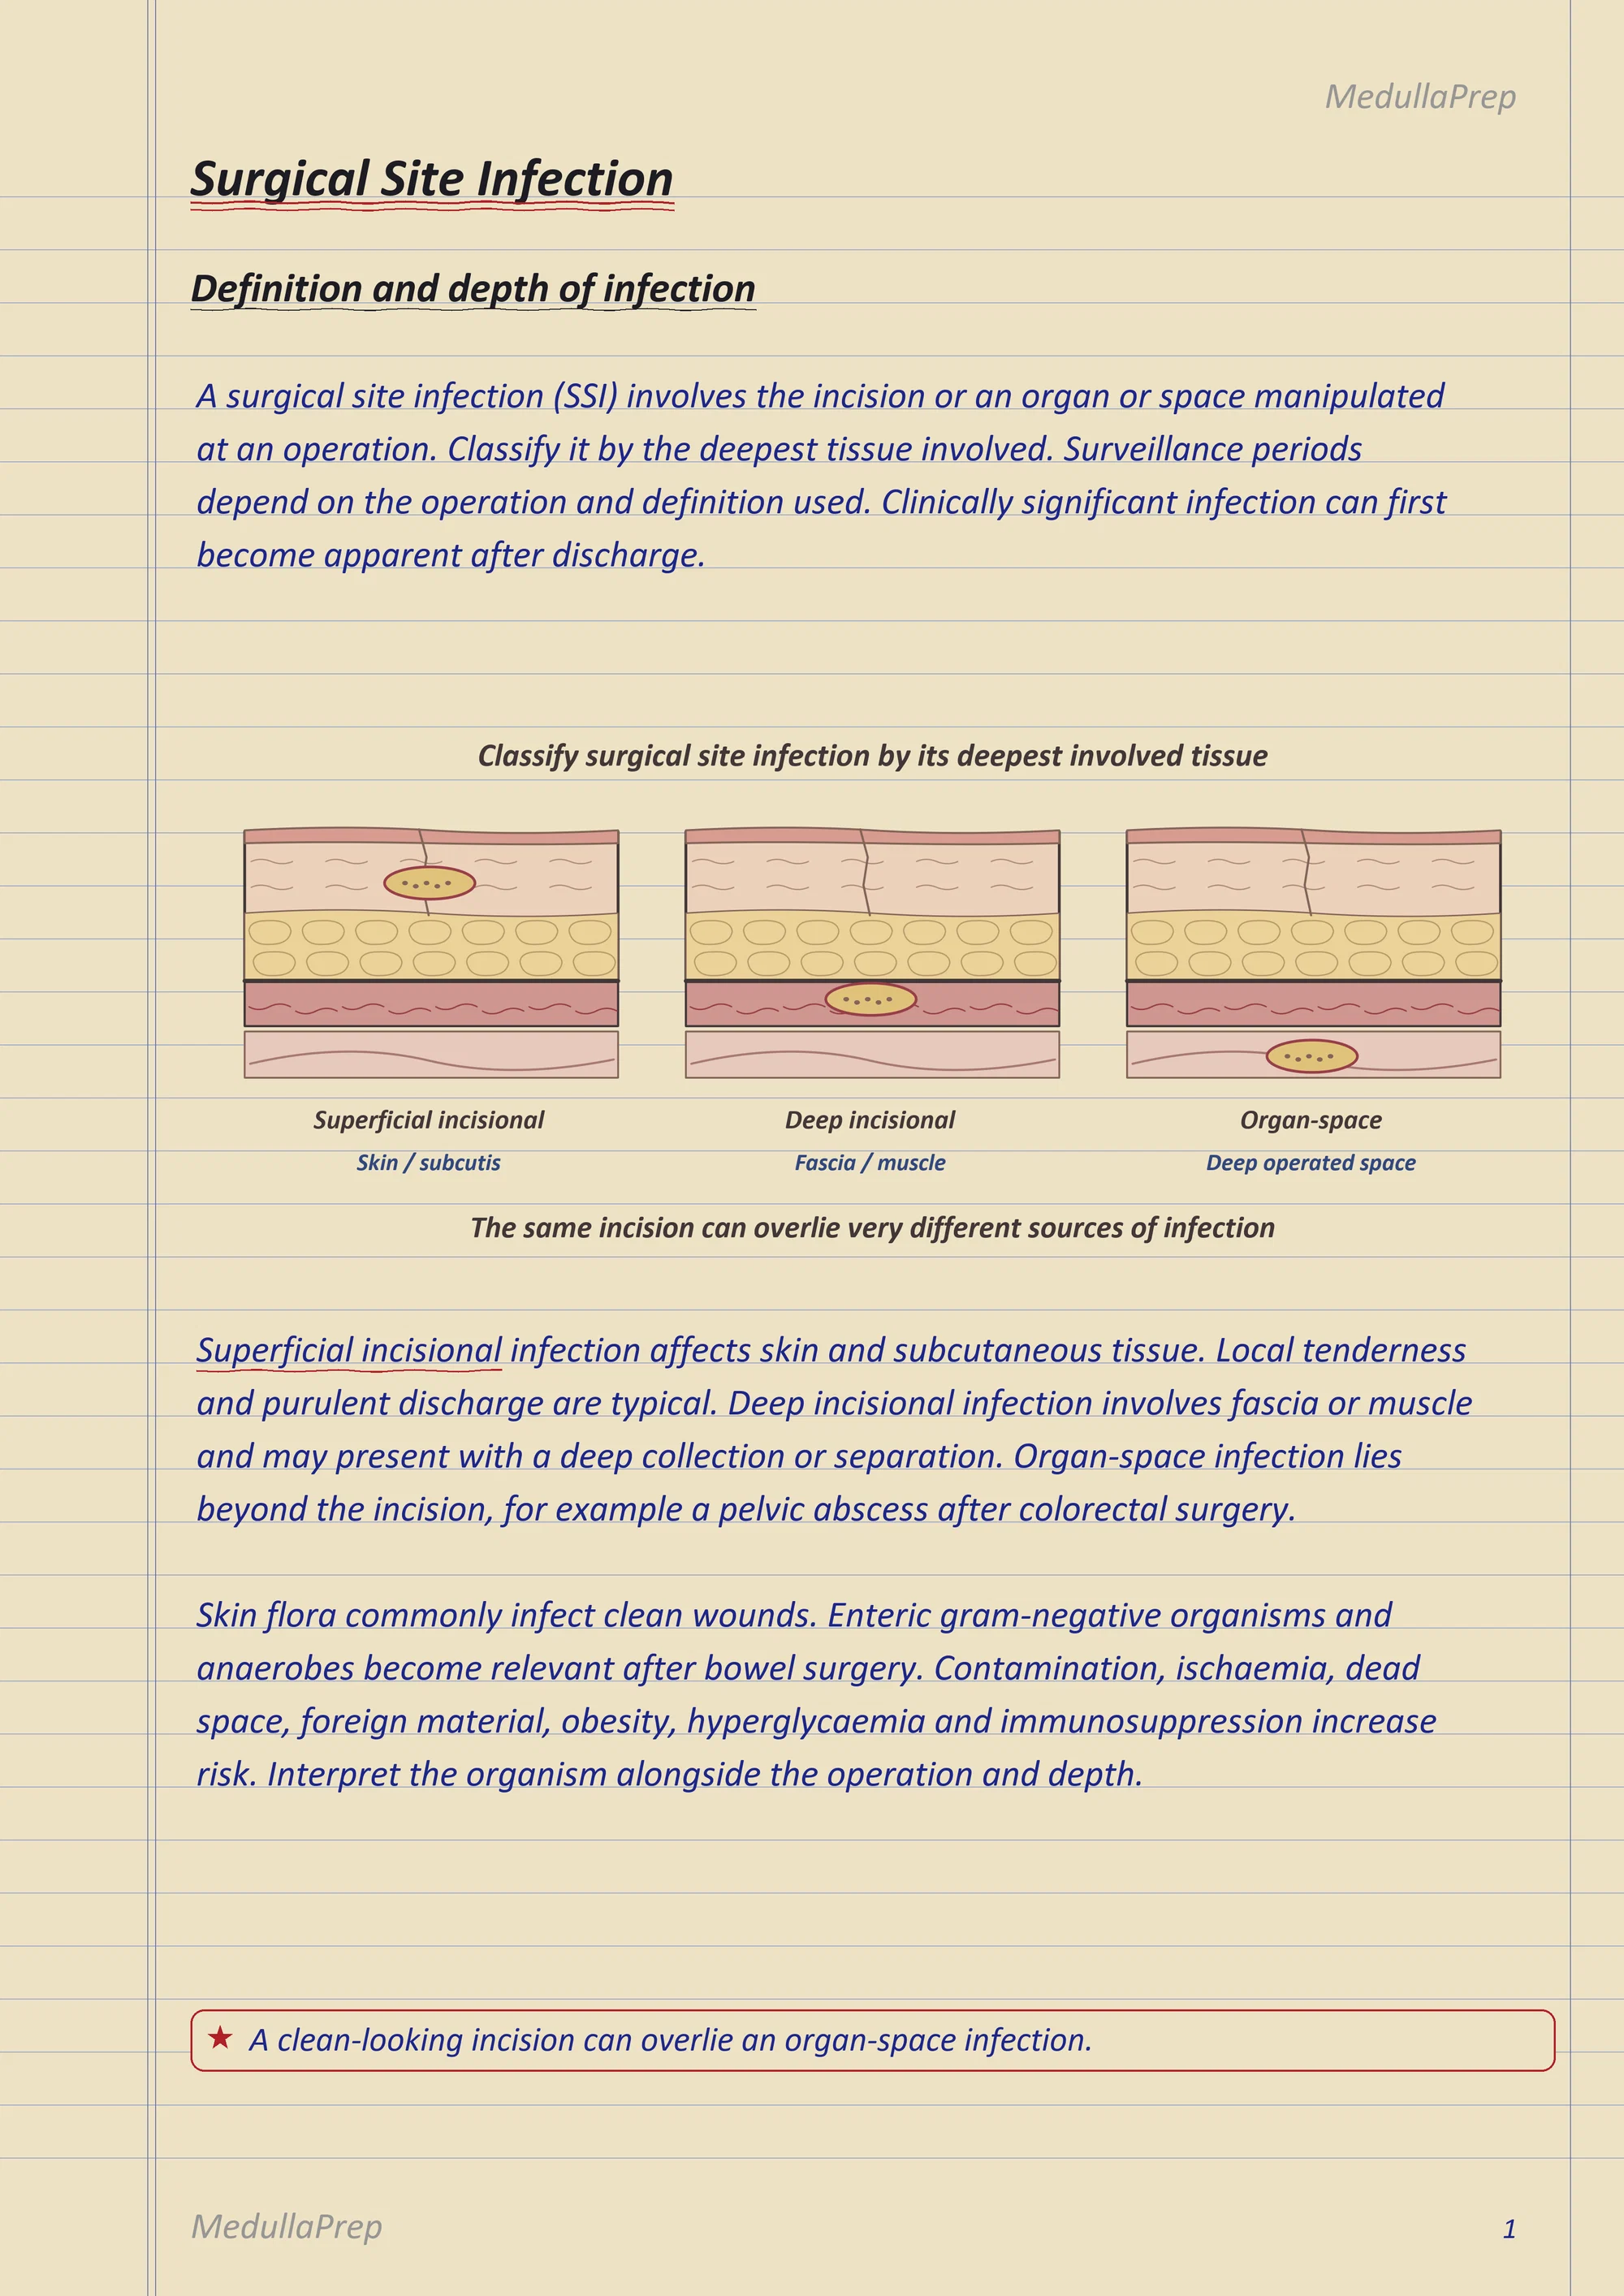 MedullaPrep
Surgical Site Infection
Definition and depth of infection
A surgical site infection (SSI) involves the incision or an organ or space manipulated
at an operation. Classify it by the deepest tissue involved. Surveillance periods
depend on the operation and definition used. Clinically significant infection can first
become apparent after discharge.
Classify surgical site infection by its deepest involved tissue
Superficial incisional
Skin / subcutis
Deep incisional
Fascia / muscle
Organ-space
Deep operated space
The same incision can overlie very different sources of infection
Superficial incisional infection affects skin and subcutaneous tissue. Local tenderness
and purulent discharge are typical. Deep incisional infection involves fascia or muscle
and may present with a deep collection or separation. Organ-space infection lies
beyond the incision, for example a pelvic abscess after colorectal surgery.
Skin flora commonly infect clean wounds. Enteric gram-negative organisms and
anaerobes become relevant after bowel surgery. Contamination, ischaemia, dead
space, foreign material, obesity, hyperglycaemia and immunosuppression increase
risk. Interpret the organism alongside the operation and depth.
★ A clean-looking incision can overlie an organ-space infection.
MedullaPrep
1